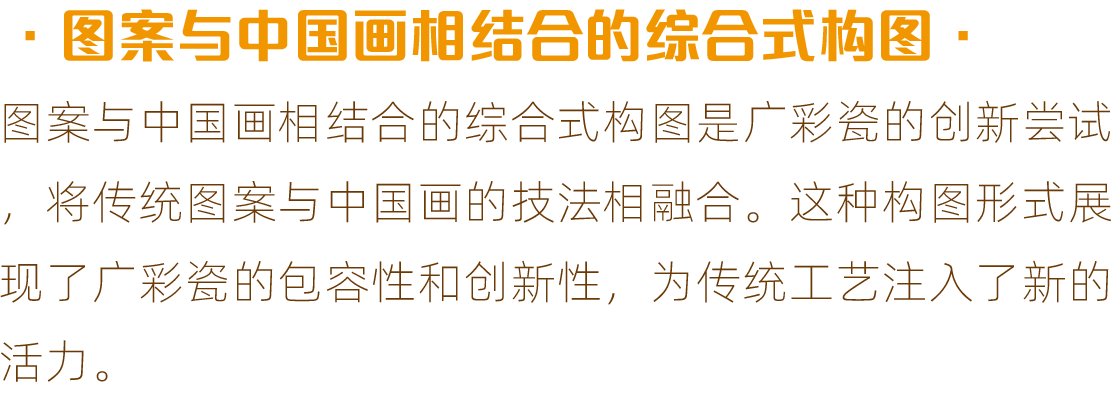 ·图案与中国画相结合的综合式构图·
图案与中国画相结合的综合式构图是广彩瓷的创新尝试
，将传统图案与中国画的技法相融合。这种构图形式展
现了广彩瓷的包容性和创新性，为传统工艺注入了新的
活力。